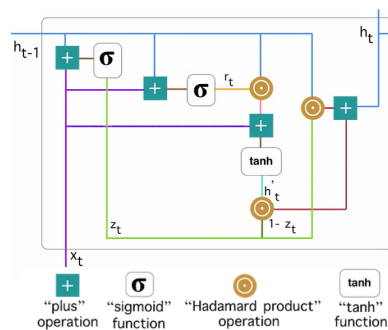 h_t-1
h_t
σ
σ
r_t
tanh
h'_t
z_t
1- z_t
x_t
σ
tanh
“plus” operation
“sigmoid” function
“Hadamard product” operation
“tanh” function